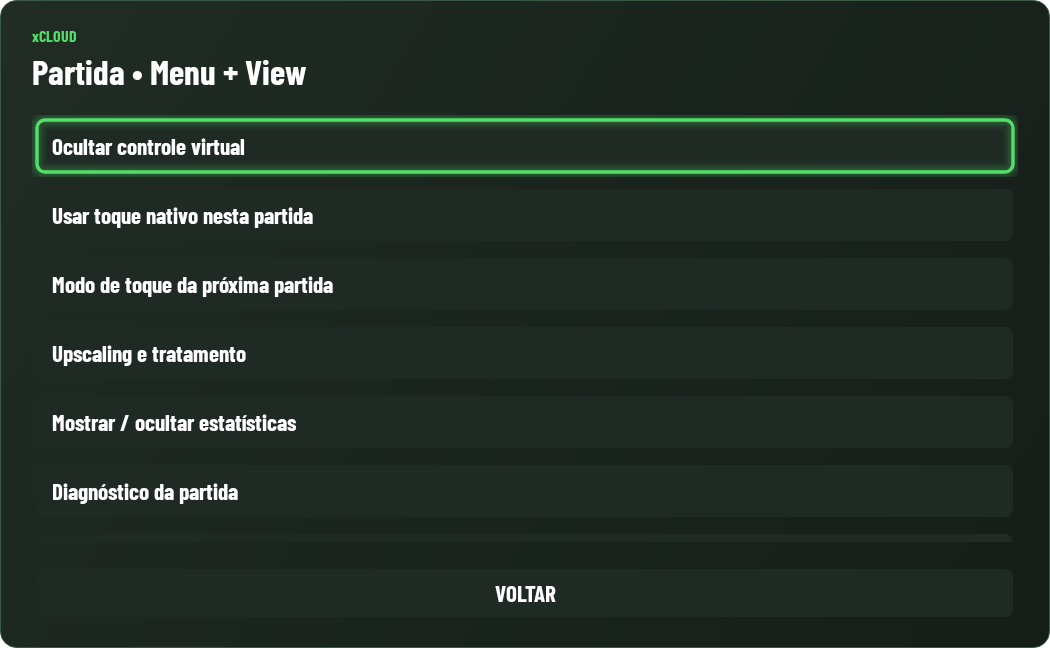 xCLOUD
Partida • Menu + View
Ocultar controle virtual
Usar toque nativo nesta partida
Modo de toque da próxima partida
Upscaling e tratamento
Mostrar / ocultar estatísticas
Diagnóstico da partida
VOLTAR